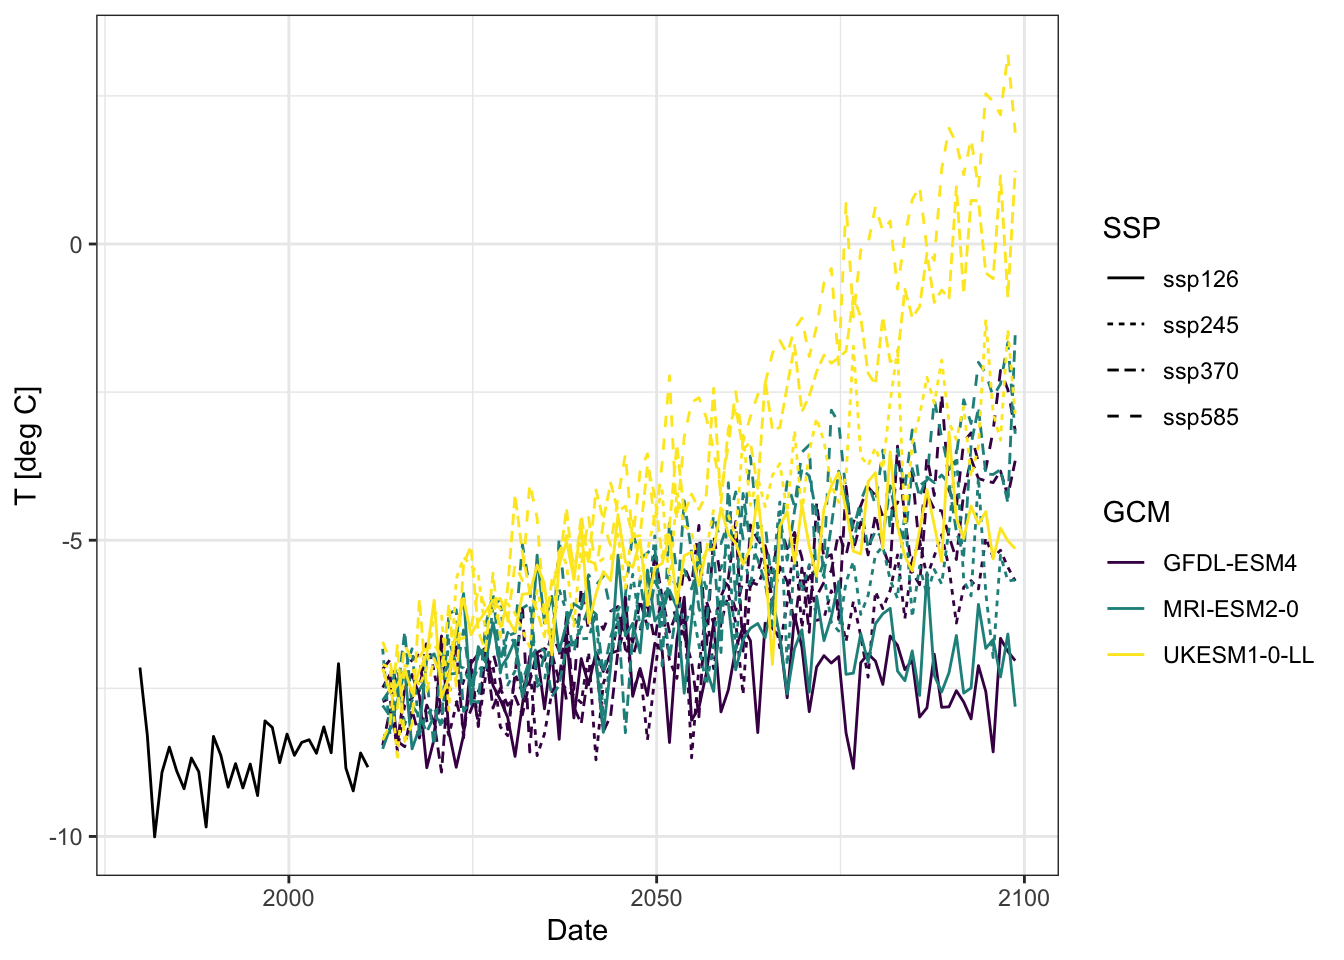 T [deg C]
0
-5
-10
2000
2050
2100
Date
SSP
ssp126
ssp245
ssp370
ssp585
GCM
GFDL-ESM4
MRI-ESM2-0
UKESM1-0-LL